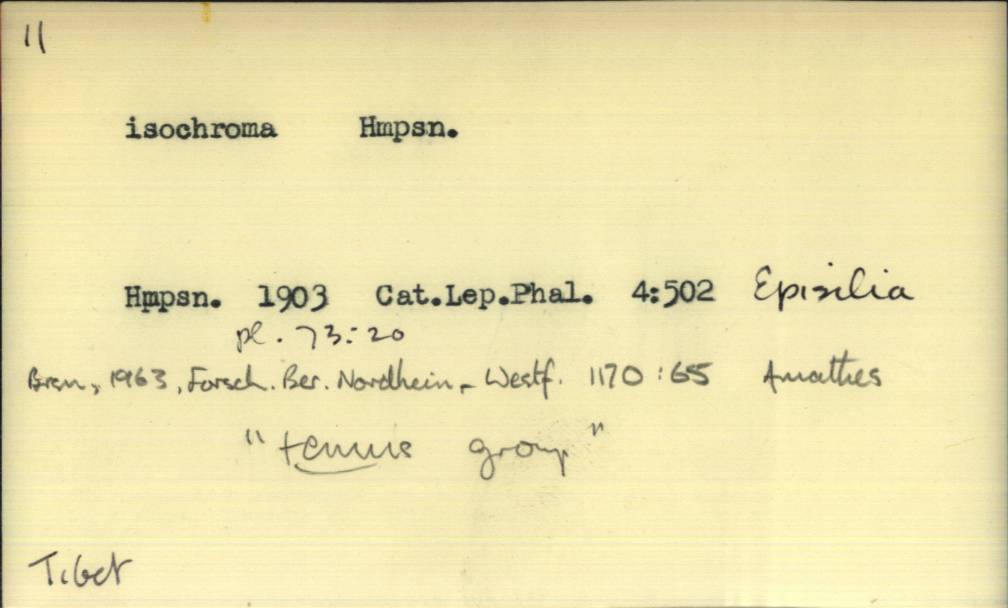 11
isochroma Hmpsn.
Hmpsn. 1903 Cat.Lep.Phal. 4:502 Episilia
pl. 73:20
1963, Forsch. Ber. Nordhein - Westf. 1170:65 Amathes
"tenuis group"
Tibet